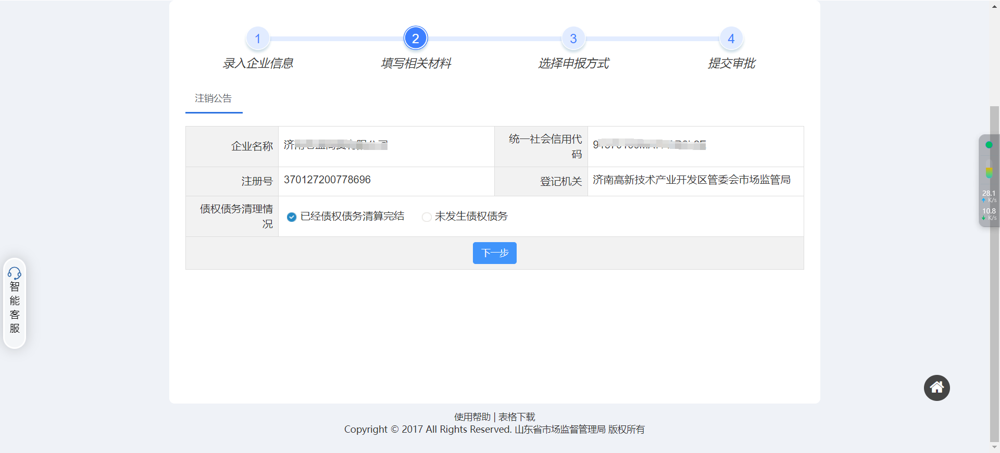 1
2
3
4
录入企业信息
填写相关材料
选择申报方式
提交审批
注销公告
企业名称
济
统一社会信用代
码
注册号
370127200778696
登记机关
济南高新技术产业开发区管委会市场监管局
债权债务清理情
况
已经债权债务清算完结
未发生债权债务
下一步
智
能
客
服
28.1
K/s
10.8
K/s
使用帮助 | 表格下载
Copyright © 2017 All Rights Reserved. 山东省市场监督管理局 版权所有